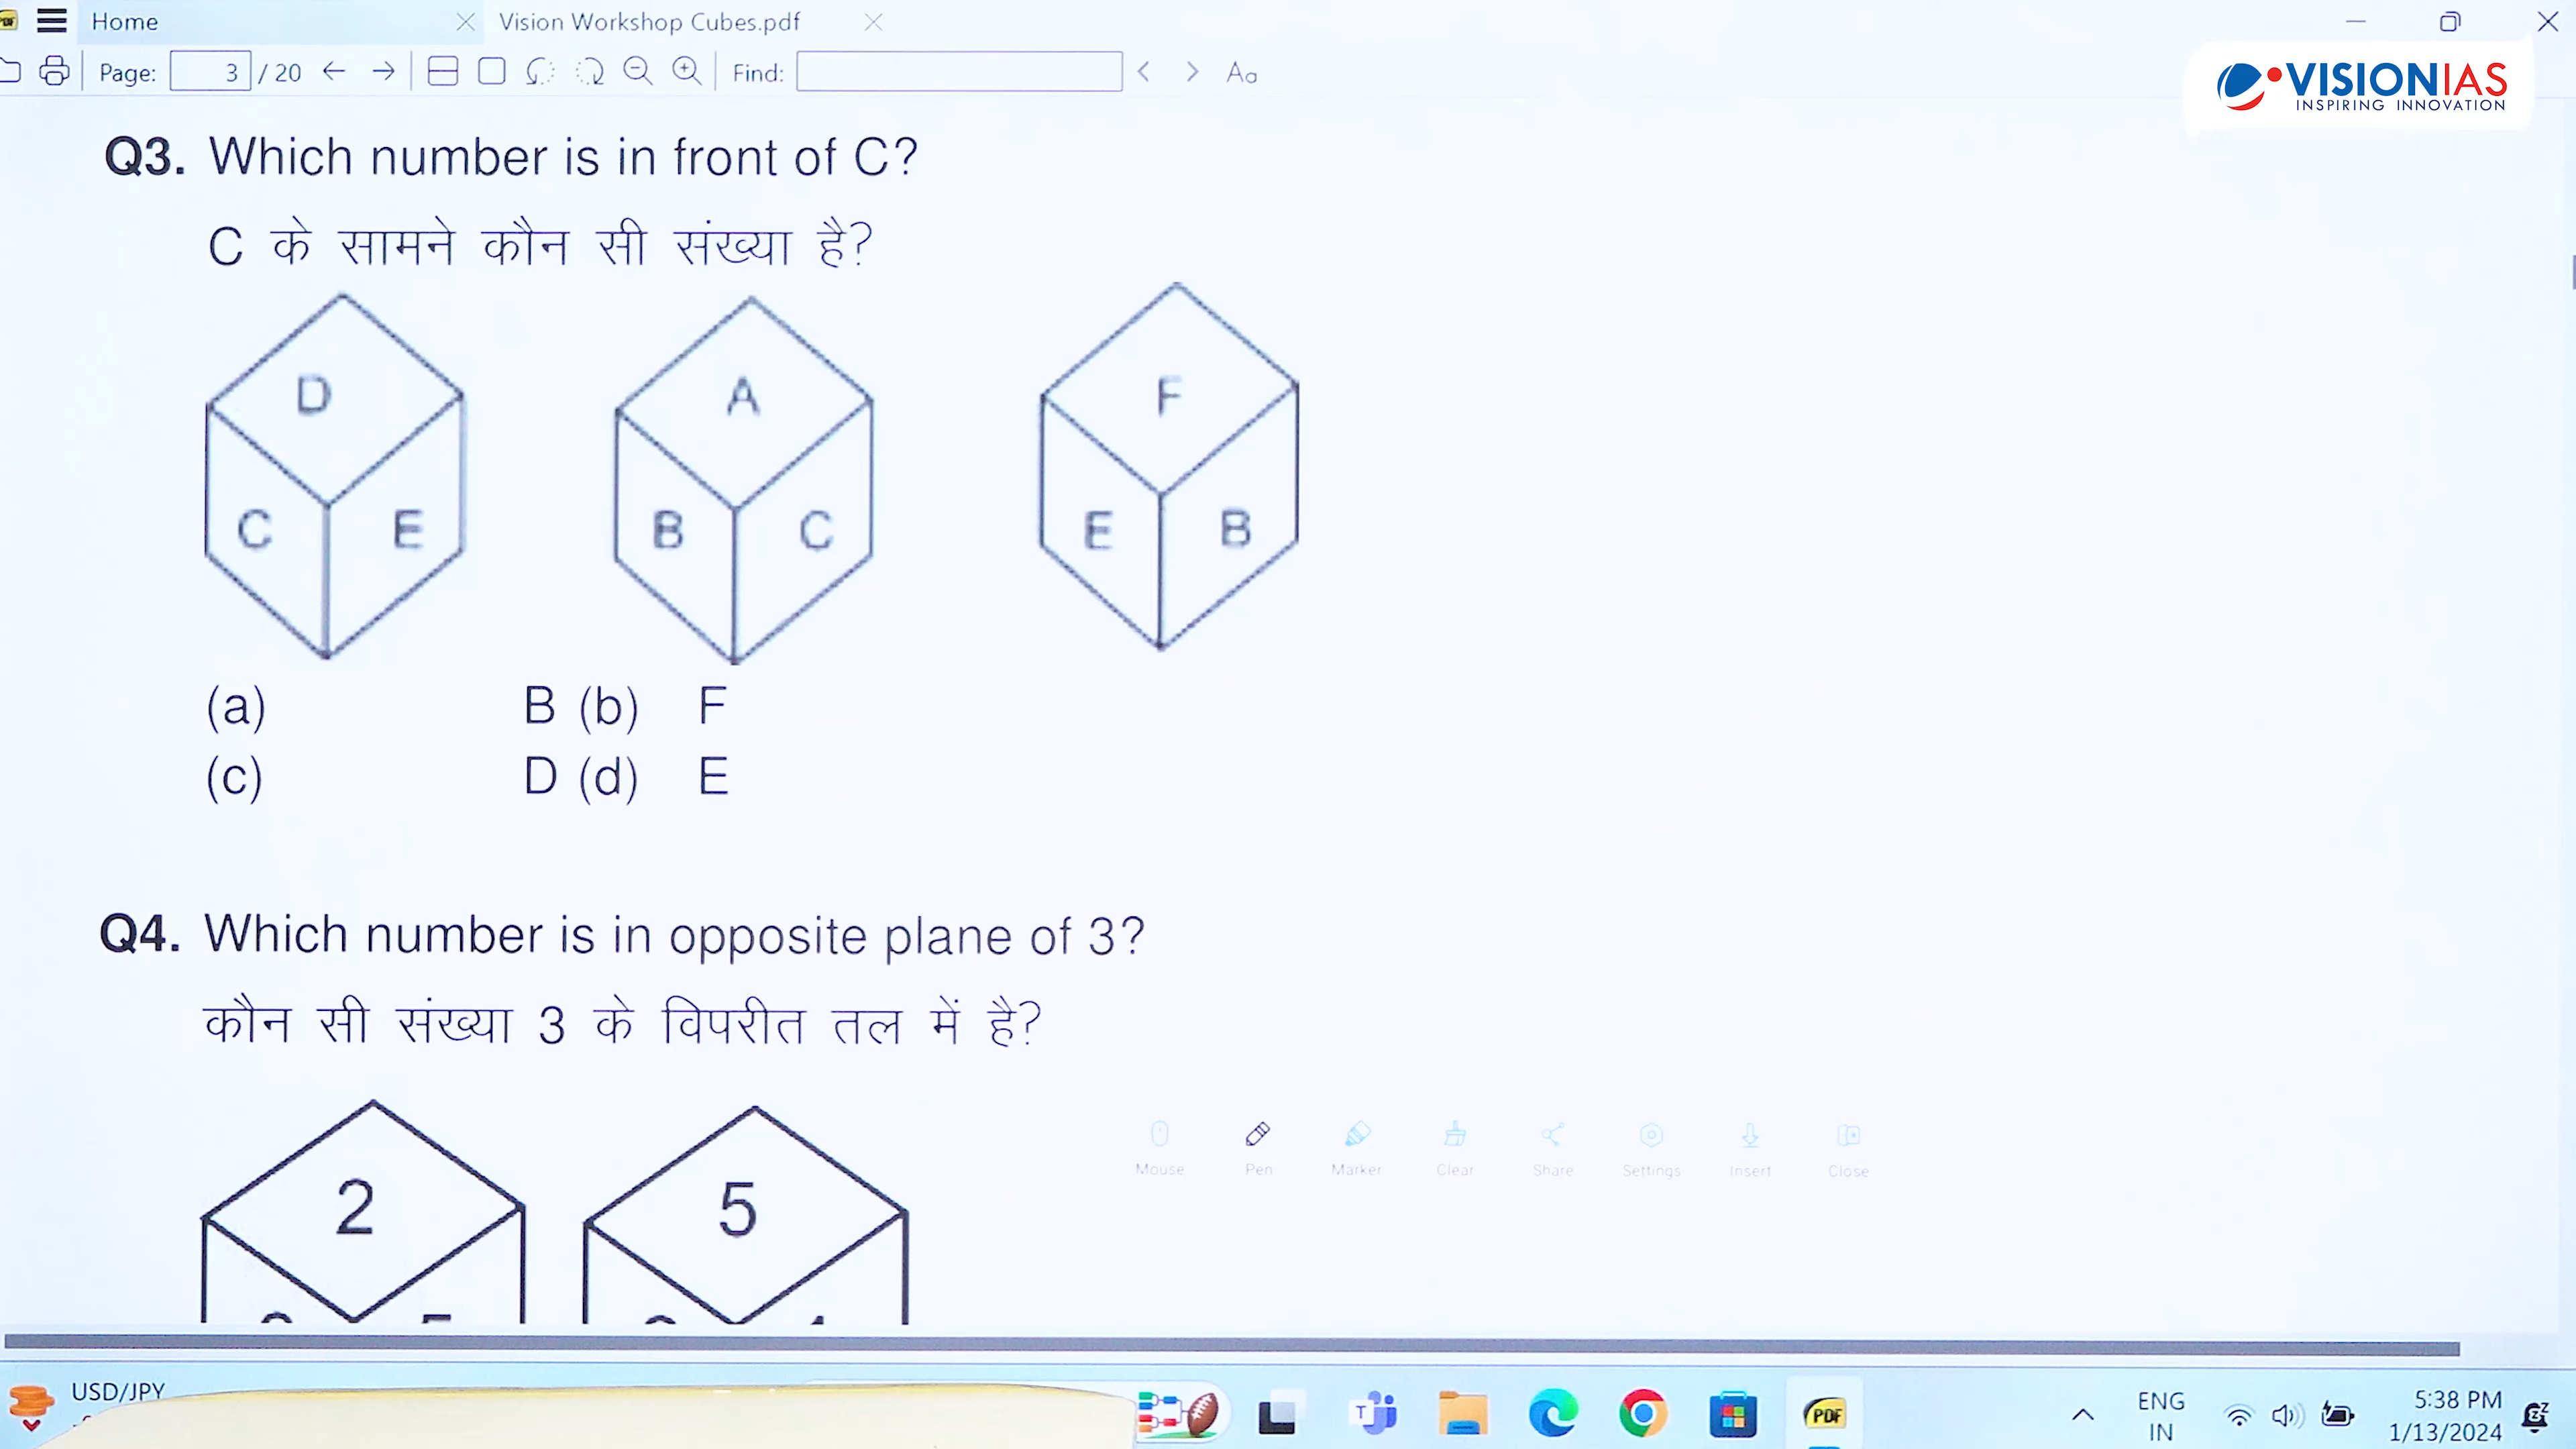 Home
Vision Workshop Cubes.pdf
Page: 3 / 20
Find:
Aa
VISIONIAS
INSPIRING INNOVATION
Q3. Which number is in front of C?
C के सामने कौन सी संख्या है?
D A F
C E B C E B
(a) B (b) F
(c) D (d) E
Q4. Which number is in opposite plane of 3?
कौन सी संख्या 3 के विपरीत तल में है?
2 5
Mouse Pen Marker Clear Share Settings Insert Close
USD/JPY
PDF
ENG
IN
5:38 PM
1/13/2024